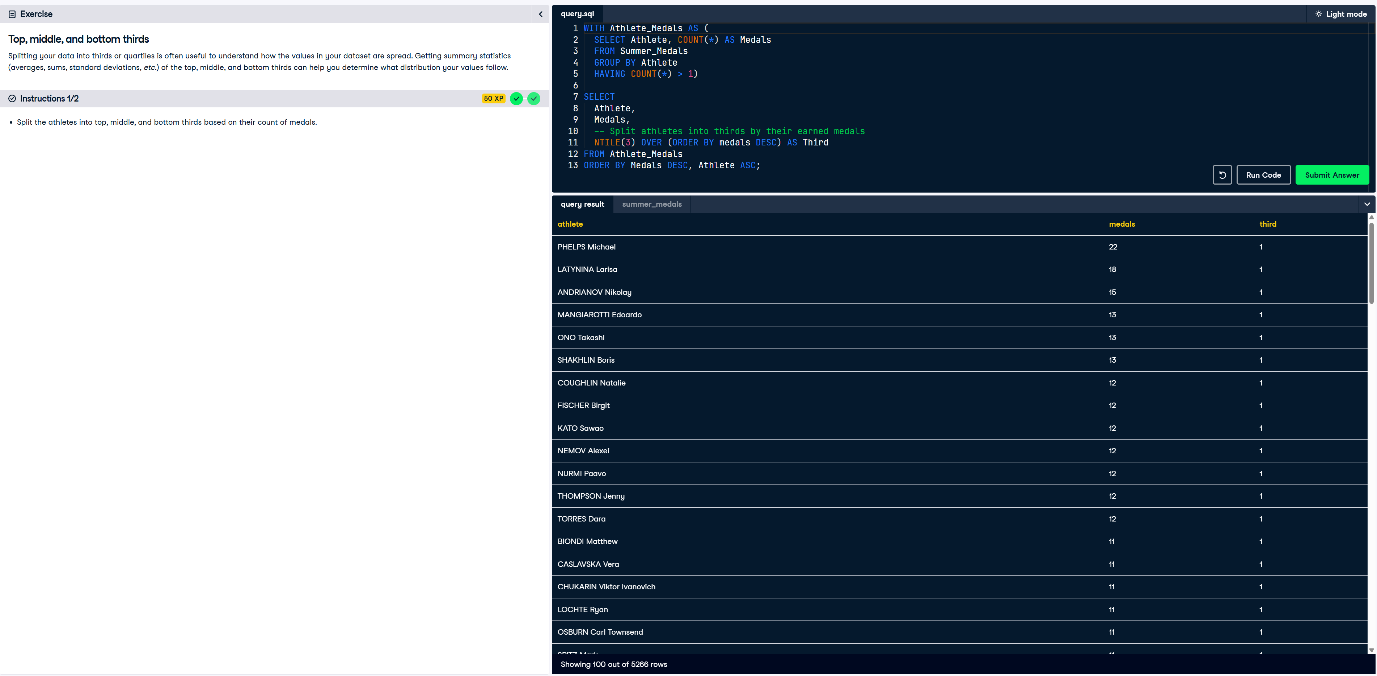 Exercise
Top, middle, and bottom thirds
Splitting your data into thirds or quartiles is often useful to understand how the values in your dataset are spread. Getting summary statistics
(averages, sums, standard deviations, etc.) of the top, middle, and bottom thirds can help you determine what distribution your values follow.
Instructions 1/2
50 XP
Split the athletes into top, middle, and bottom thirds based on their count of medals.
query.sql
Light mode
1 WITH Athlete_Medals AS (
2 SELECT Athlete, COUNT(*) AS Medals
3 FROM Summer_Medals
4 GROUP BY Athlete
5 HAVING COUNT(*) > 1)
6
7 SELECT
8 Athlete,
9 Medals,
10 -- Split athletes into thirds by their earned medals
11 NTILE(3) OVER (ORDER BY medals DESC) AS Third
12 FROM Athlete_Medals
13 ORDER BY Medals DESC, Athlete ASC;
Run Code
Submit Answer
query result
summer_medals
athlete medals third
PHELPS Michael 22 1
LATYNINA Larisa 18 1
ANDRIANOV Nikolay 15 1
MANGIAROTTI Edoardo 13 1
ONO Takashi 13 1
SHAKHLIN Boris 13 1
COUGHLIN Natalie 12 1
FISCHER Birgit 12 1
KATO Sawao 12 1
NEMOV Alexei 12 1
NURMI Paavo 12 1
THOMPSON Jenny 12 1
TORRES Dara 12 1
BIONDI Matthew 11 1
CASLAVSKA Vera 11 1
CHUKARIN Viktor Ivanovich 11 1
LOCHTE Ryan 11 1
OSBURN Carl Townsend 11 1
Showing 100 out of 5266 rows